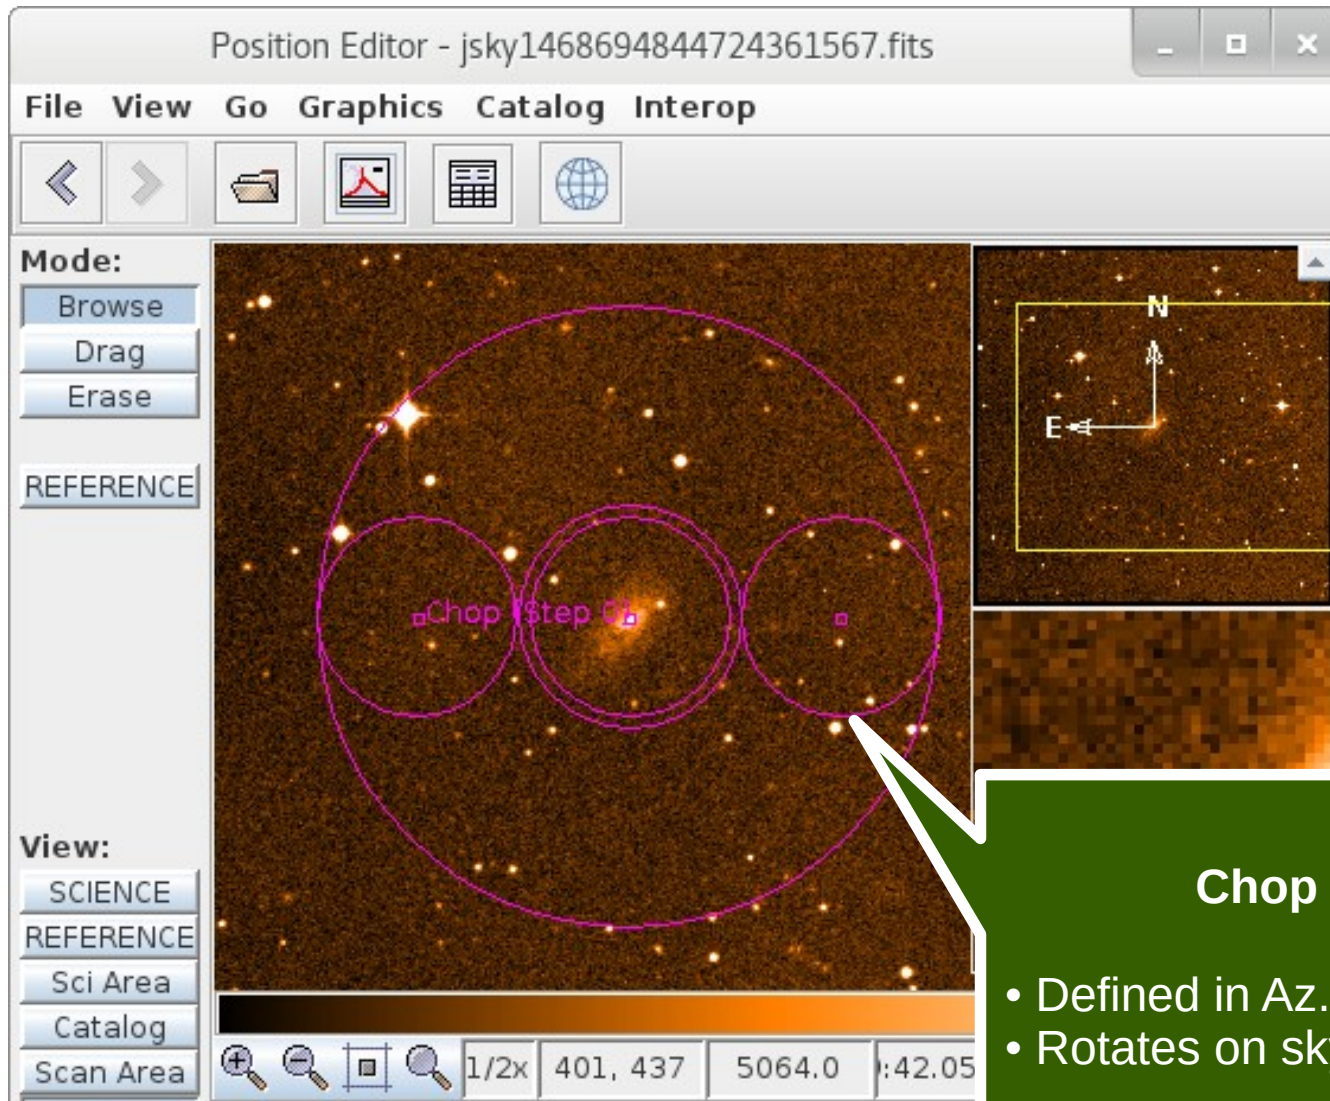 Position Editor - jsky1468694844724361567.fits
File View Go Graphics Catalog Interop
Mode:
Browse
Drag
Erase
REFERENCE
N
E
Chop (Step 0)
View:
SCIENCE
REFERENCE
Sci Area
Catalog
Scan Area
1/2x 401, 437 5064.0 :42.05
Chop
• Defined in Az.
• Rotates on sk